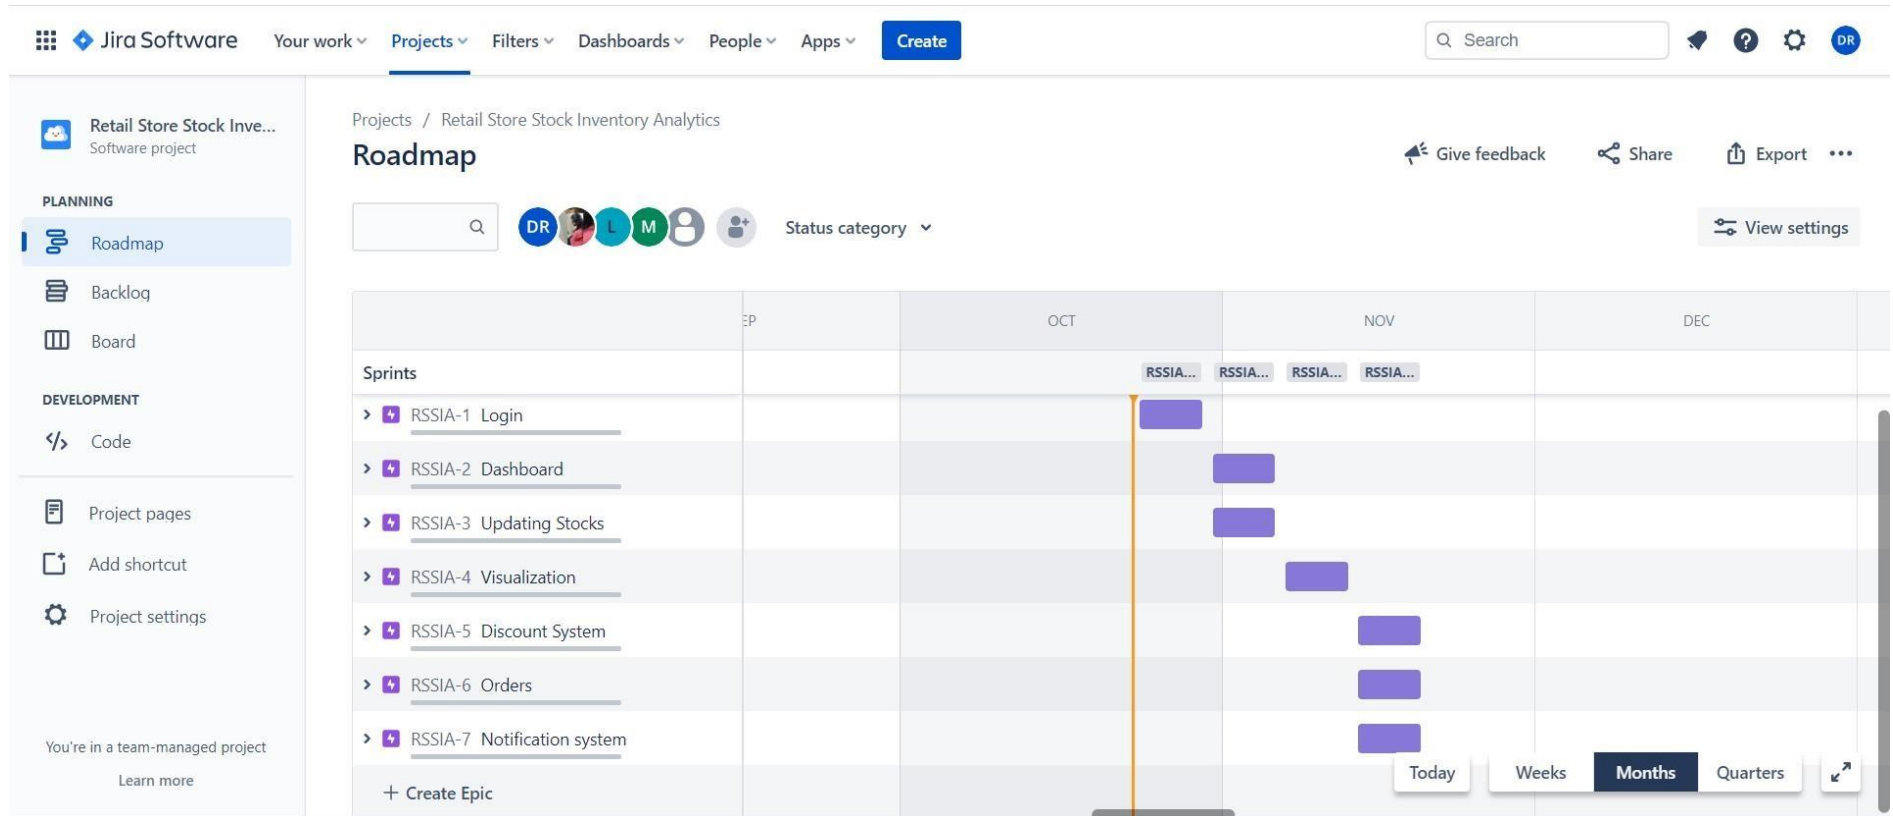 Jira Software Your work Projects Filters Dashboards People Apps Create Search DR
Retail Store Stock Inve...
Software project
PLANNING
Roadmap
Backlog
Board
DEVELOPMENT
Code
Project pages
Add shortcut
Project settings
You're in a team-managed project
Learn more
Projects / Retail Store Stock Inventory Analytics
Roadmap
Give feedback Share Export
DR L M Status category View settings
EP OCT NOV DEC
Sprints RSSIA... RSSIA... RSSIA... RSSIA...
RSSIA-1 Login
RSSIA-2 Dashboard
RSSIA-3 Updating Stocks
RSSIA-4 Visualization
RSSIA-5 Discount System
RSSIA-6 Orders
RSSIA-7 Notification system
+ Create Epic
Today Weeks Months Quarters